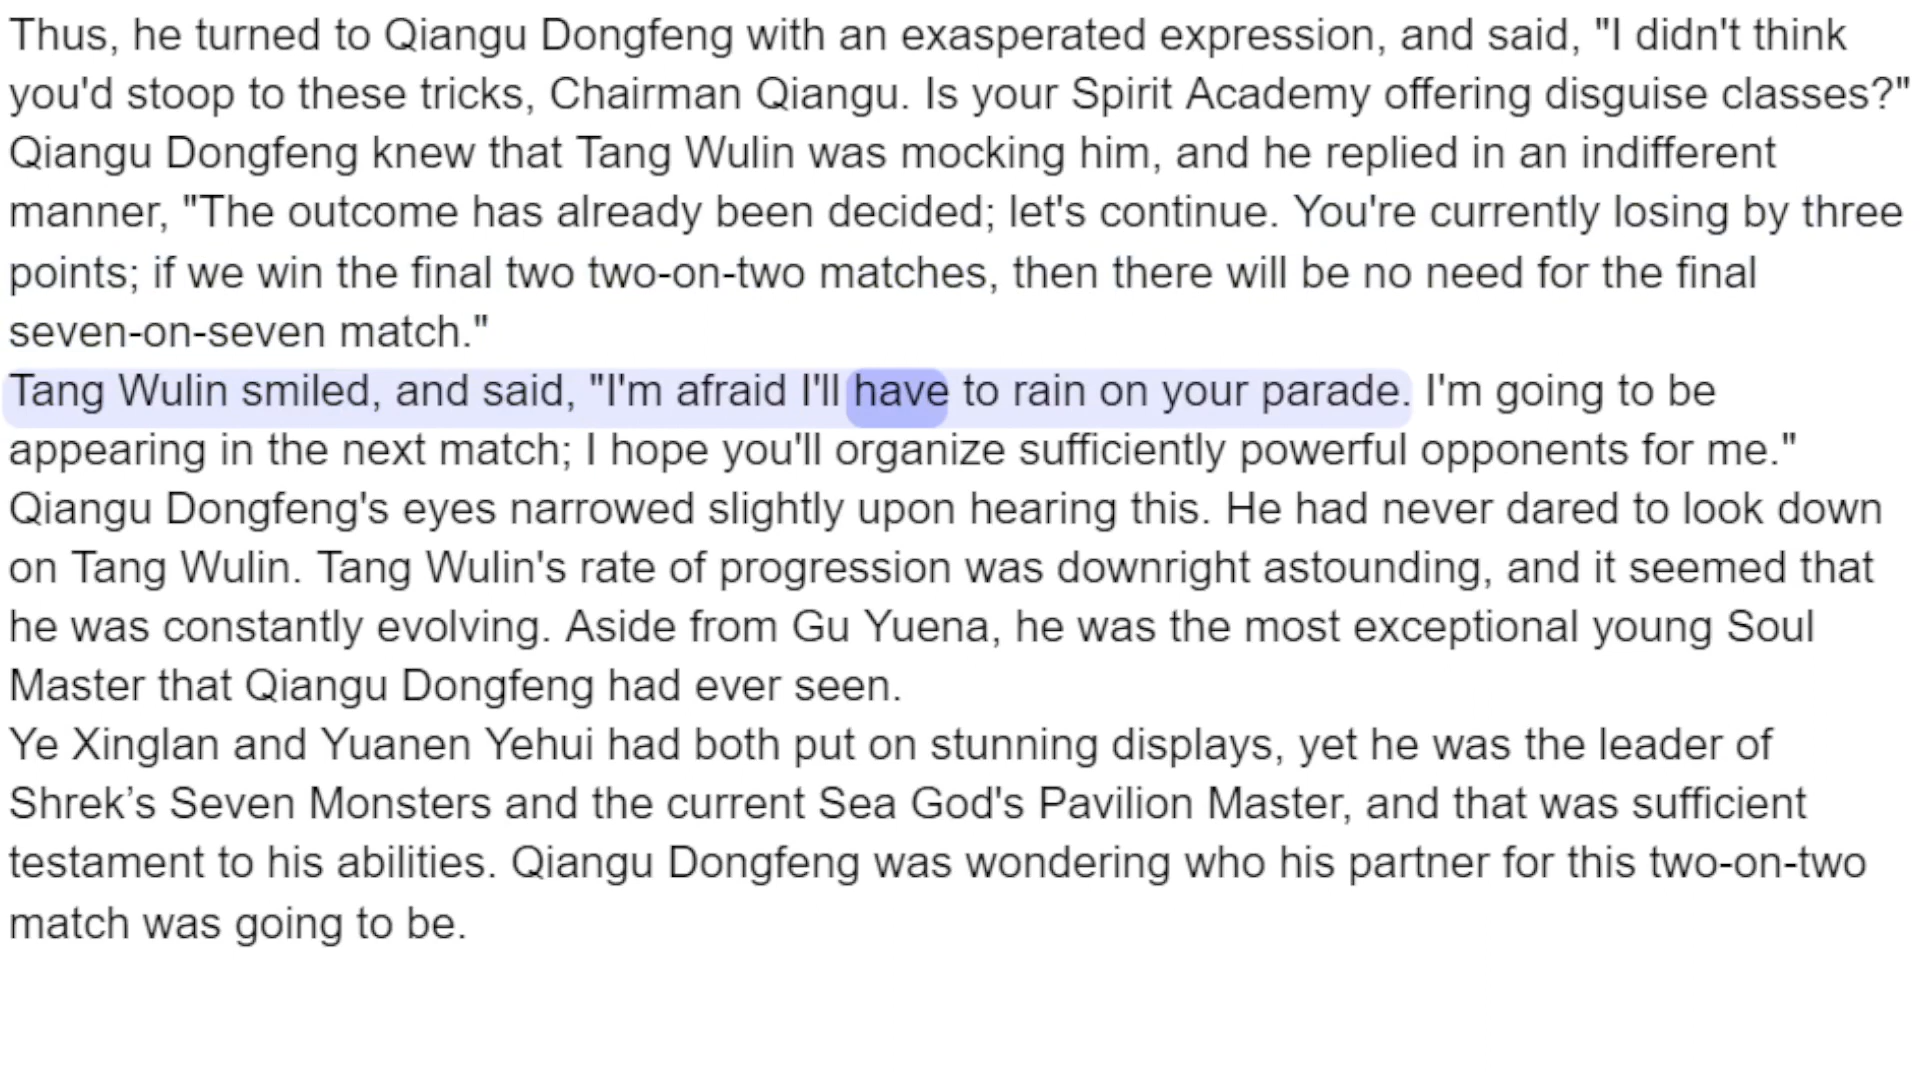 Thus, he turned to Qiangu Dongfeng with an exasperated expression, and said, "I didn't think
you'd stoop to these tricks, Chairman Qiangu. Is your Spirit Academy offering disguise classes?"
Qiangu Dongfeng knew that Tang Wulin was mocking him, and he replied in an indifferent
manner, "The outcome has already been decided; let's continue. You're currently losing by three
points; if we win the final two two-on-two matches, then there will be no need for the final
seven-on-seven match."
Tang Wulin smiled, and said, "I'm afraid I'll have to rain on your parade. I'm going to be
appearing in the next match; I hope you'll organize sufficiently powerful opponents for me."
Qiangu Dongfeng's eyes narrowed slightly upon hearing this. He had never dared to look down
on Tang Wulin. Tang Wulin's rate of progression was downright astounding, and it seemed that
he was constantly evolving. Aside from Gu Yuena, he was the most exceptional young Soul
Master that Qiangu Dongfeng had ever seen.
Ye Xinglan and Yuanen Yehui had both put on stunning displays, yet he was the leader of
Shrek’s Seven Monsters and the current Sea God's Pavilion Master, and that was sufficient
testament to his abilities. Qiangu Dongfeng was wondering who his partner for this two-on-two
match was going to be.